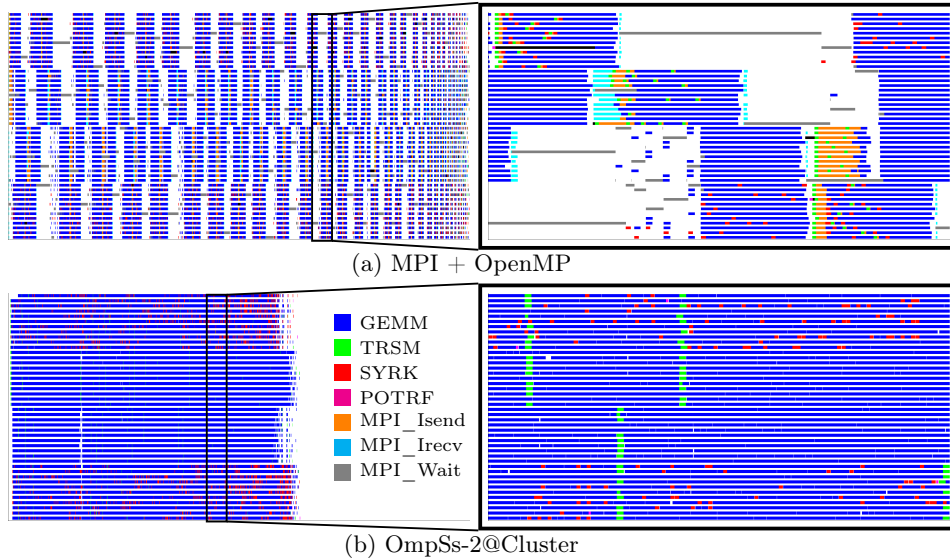 (a) MPI + OpenMP
GEMM
TRSM
SYRK
POTRF
MPI_Isend
MPI_Irecv
MPI_Wait
(b) OmpSs-2@Cluster